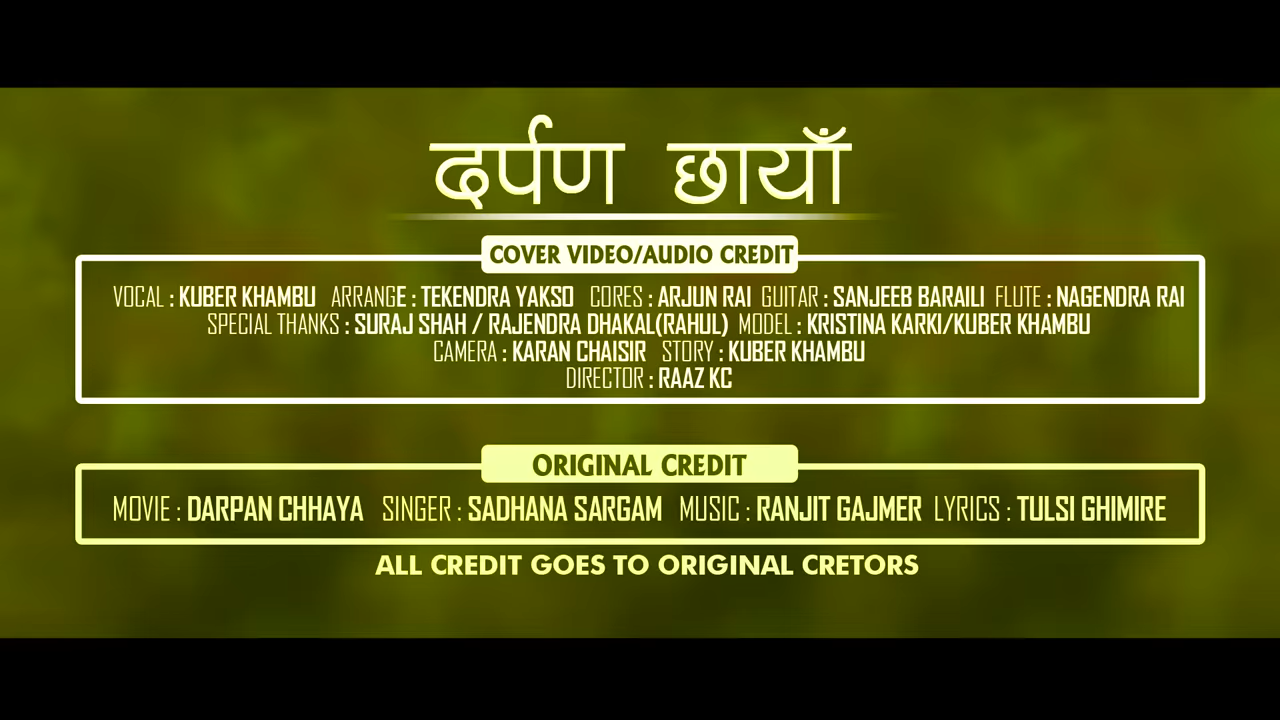 दर्पण छायाँ
COVER VIDEO/AUDIO CREDIT
VOCAL : KUBER KHAMBU ARRANGE : TEKENDRA YAKSO CORES : ARJUN RAI GUITAR : SANJEEB BARAILI FLUTE : NAGENDRA RAI
SPECIAL THANKS : SURAJ SHAH / RAJENDRA DHAKAL(RAHUL) MODEL : KRISTINA KARKI/KUBER KHAMBU
CAMERA : KARAN CHAISIR STORY : KUBER KHAMBU
DIRECTOR : RAAZ KC
ORIGINAL CREDIT
MOVIE : DARPAN CHHAYA SINGER : SADHANA SARGAM MUSIC : RANJIT GAJMER LYRICS : TULSI GHIMIRE
ALL CREDIT GOES TO ORIGINAL CRETORS